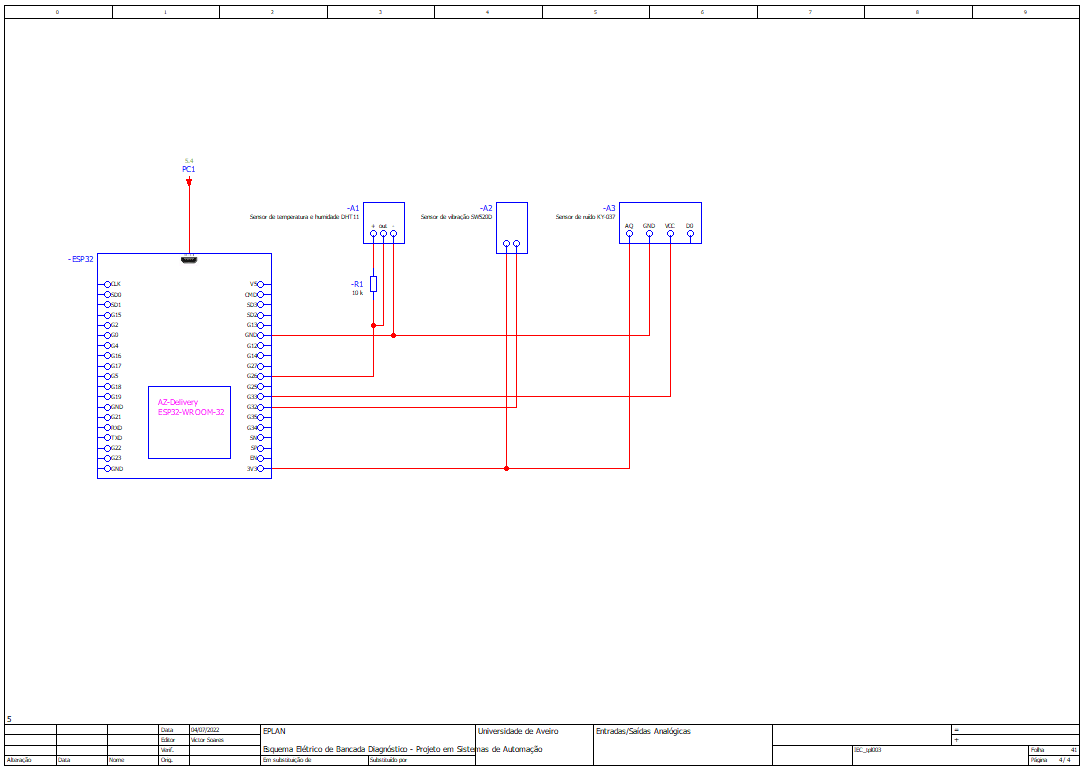 0 1 2 3 4 5 6 7 8 9
5.4
PC1
-A1
Sensor de temperatura e humidade DHT11
+ out -
-A2
Sensor de vibração SW520D
-A3
Sensor de ruído KY-037
AO GND VCC DO
-ESP32
-R1
10 k
CLK V5
SD0 CMD
SD1 SD3
G15 SD2
G2 G13
G0 GND
G4 G12
G16 G14
G17 G27
G5 G26
G18 G25
G19 G33
GND G32
G21 G35
RXD G34
TXD SN
G22 SP
G23 EN
GND 3V3
AZ-Delivery
ESP32-WROOM-32
5
Data 04/07/2022
Editor Victor Soares
Verif.
Alteração Data Nome Orig.
EPLAN
Esquema Elétrico de Bancada Diagnóstico - Projeto em Sistemas de Automação
Em substituição de Substituído por
Universidade de Aveiro
Entradas/Saídas Analógicas
=
+
IEC_tpl003
Folha 41
Página 4/ 4